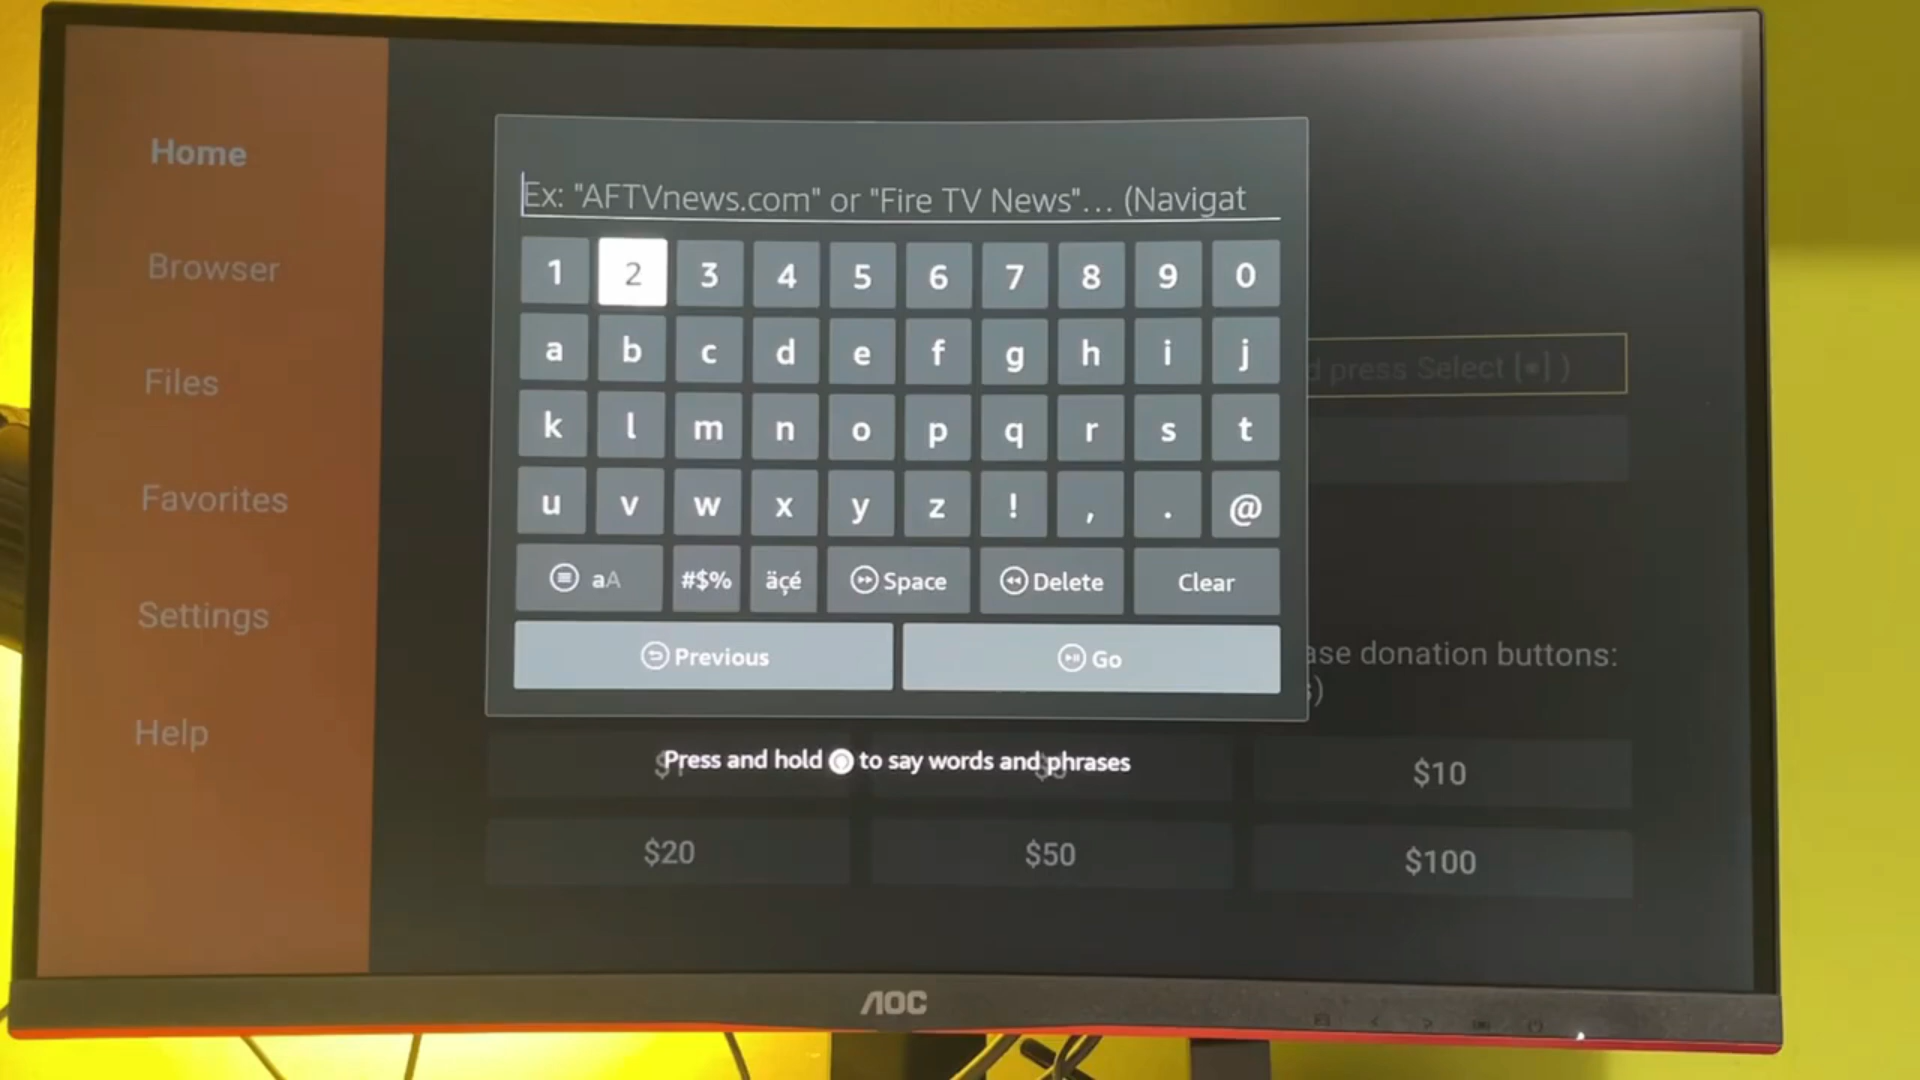 Home
Browser
Files
Favorites
Settings
Help
Ex: "AFTVnews.com" or "Fire TV News"... (Navigat
1 2 3 4 5 6 7 8 9 0
a b c d e f g h i j
k l m n o p q r s t
u v w x y z ! , . @
aA #$% äçé Space Delete Clear
Previous Go
press Select [ ] )
donation buttons:
Press and hold to say words and phrases
$10
$20 $50 $100
AOC